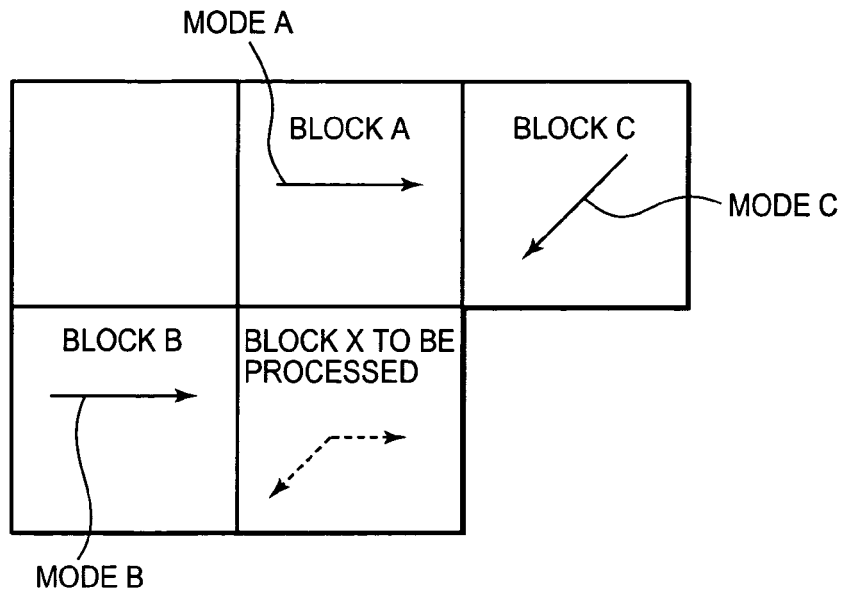 MODE A
BLOCK A
BLOCK C
MODE C
BLOCK B
BLOCK X TO BE
PROCESSED
MODE B